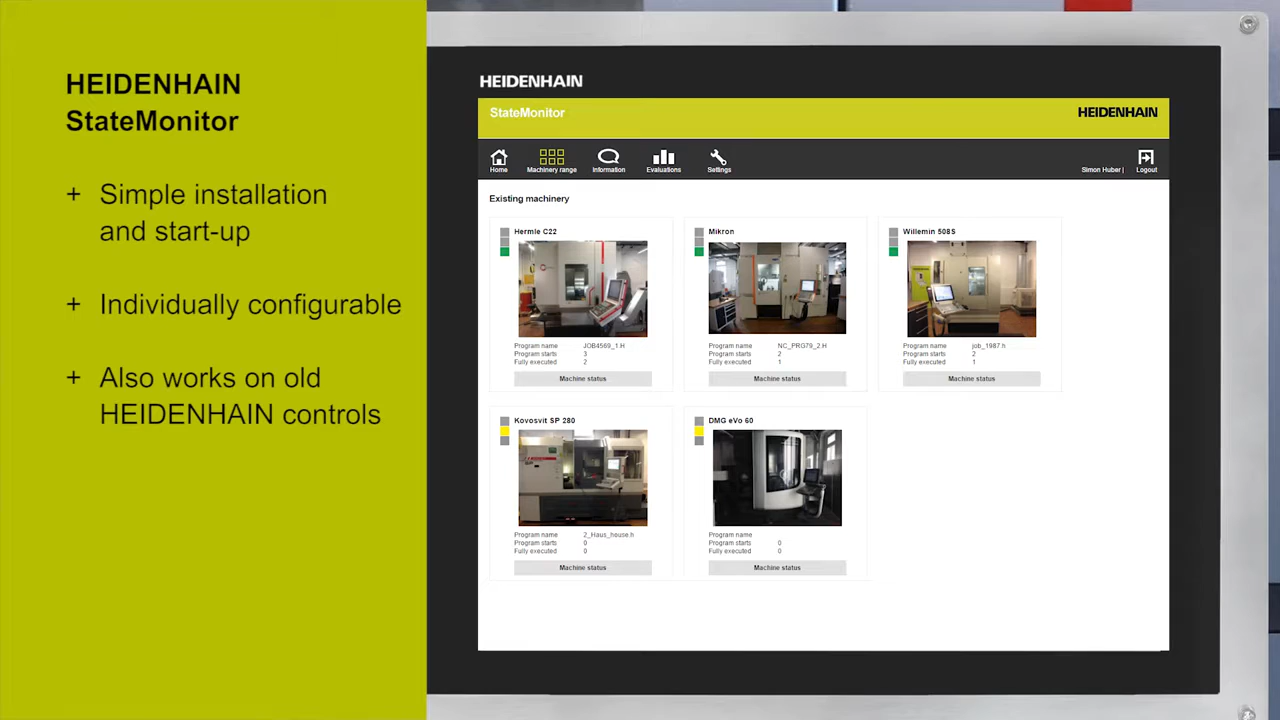 HEIDENHAIN
StateMonitor
+ Simple installation
and start-up
+ Individually configurable
+ Also works on old
HEIDENHAIN controls
HEIDENHAIN
StateMonitor
HEIDENHAIN
Home
Machinery range
Information
Evaluations
Settings
Simon Huber |
Logout
Existing machinery
Hermle C22
Program name JOB4569_1.H
Program starts 3
Fully executed 2
Machine status
Mikron
Program name NC_PRG79_2.H
Program starts 2
Fully executed 1
Machine status
Willemin 508S
Program name job_1987.h
Program starts 2
Fully executed 1
Machine status
Kovosvit SP 280
Program name 2_Haus_house.h
Program starts 0
Fully executed 0
Machine status
DMG eVo 60
Program name
Program starts 0
Fully executed 0
Machine status